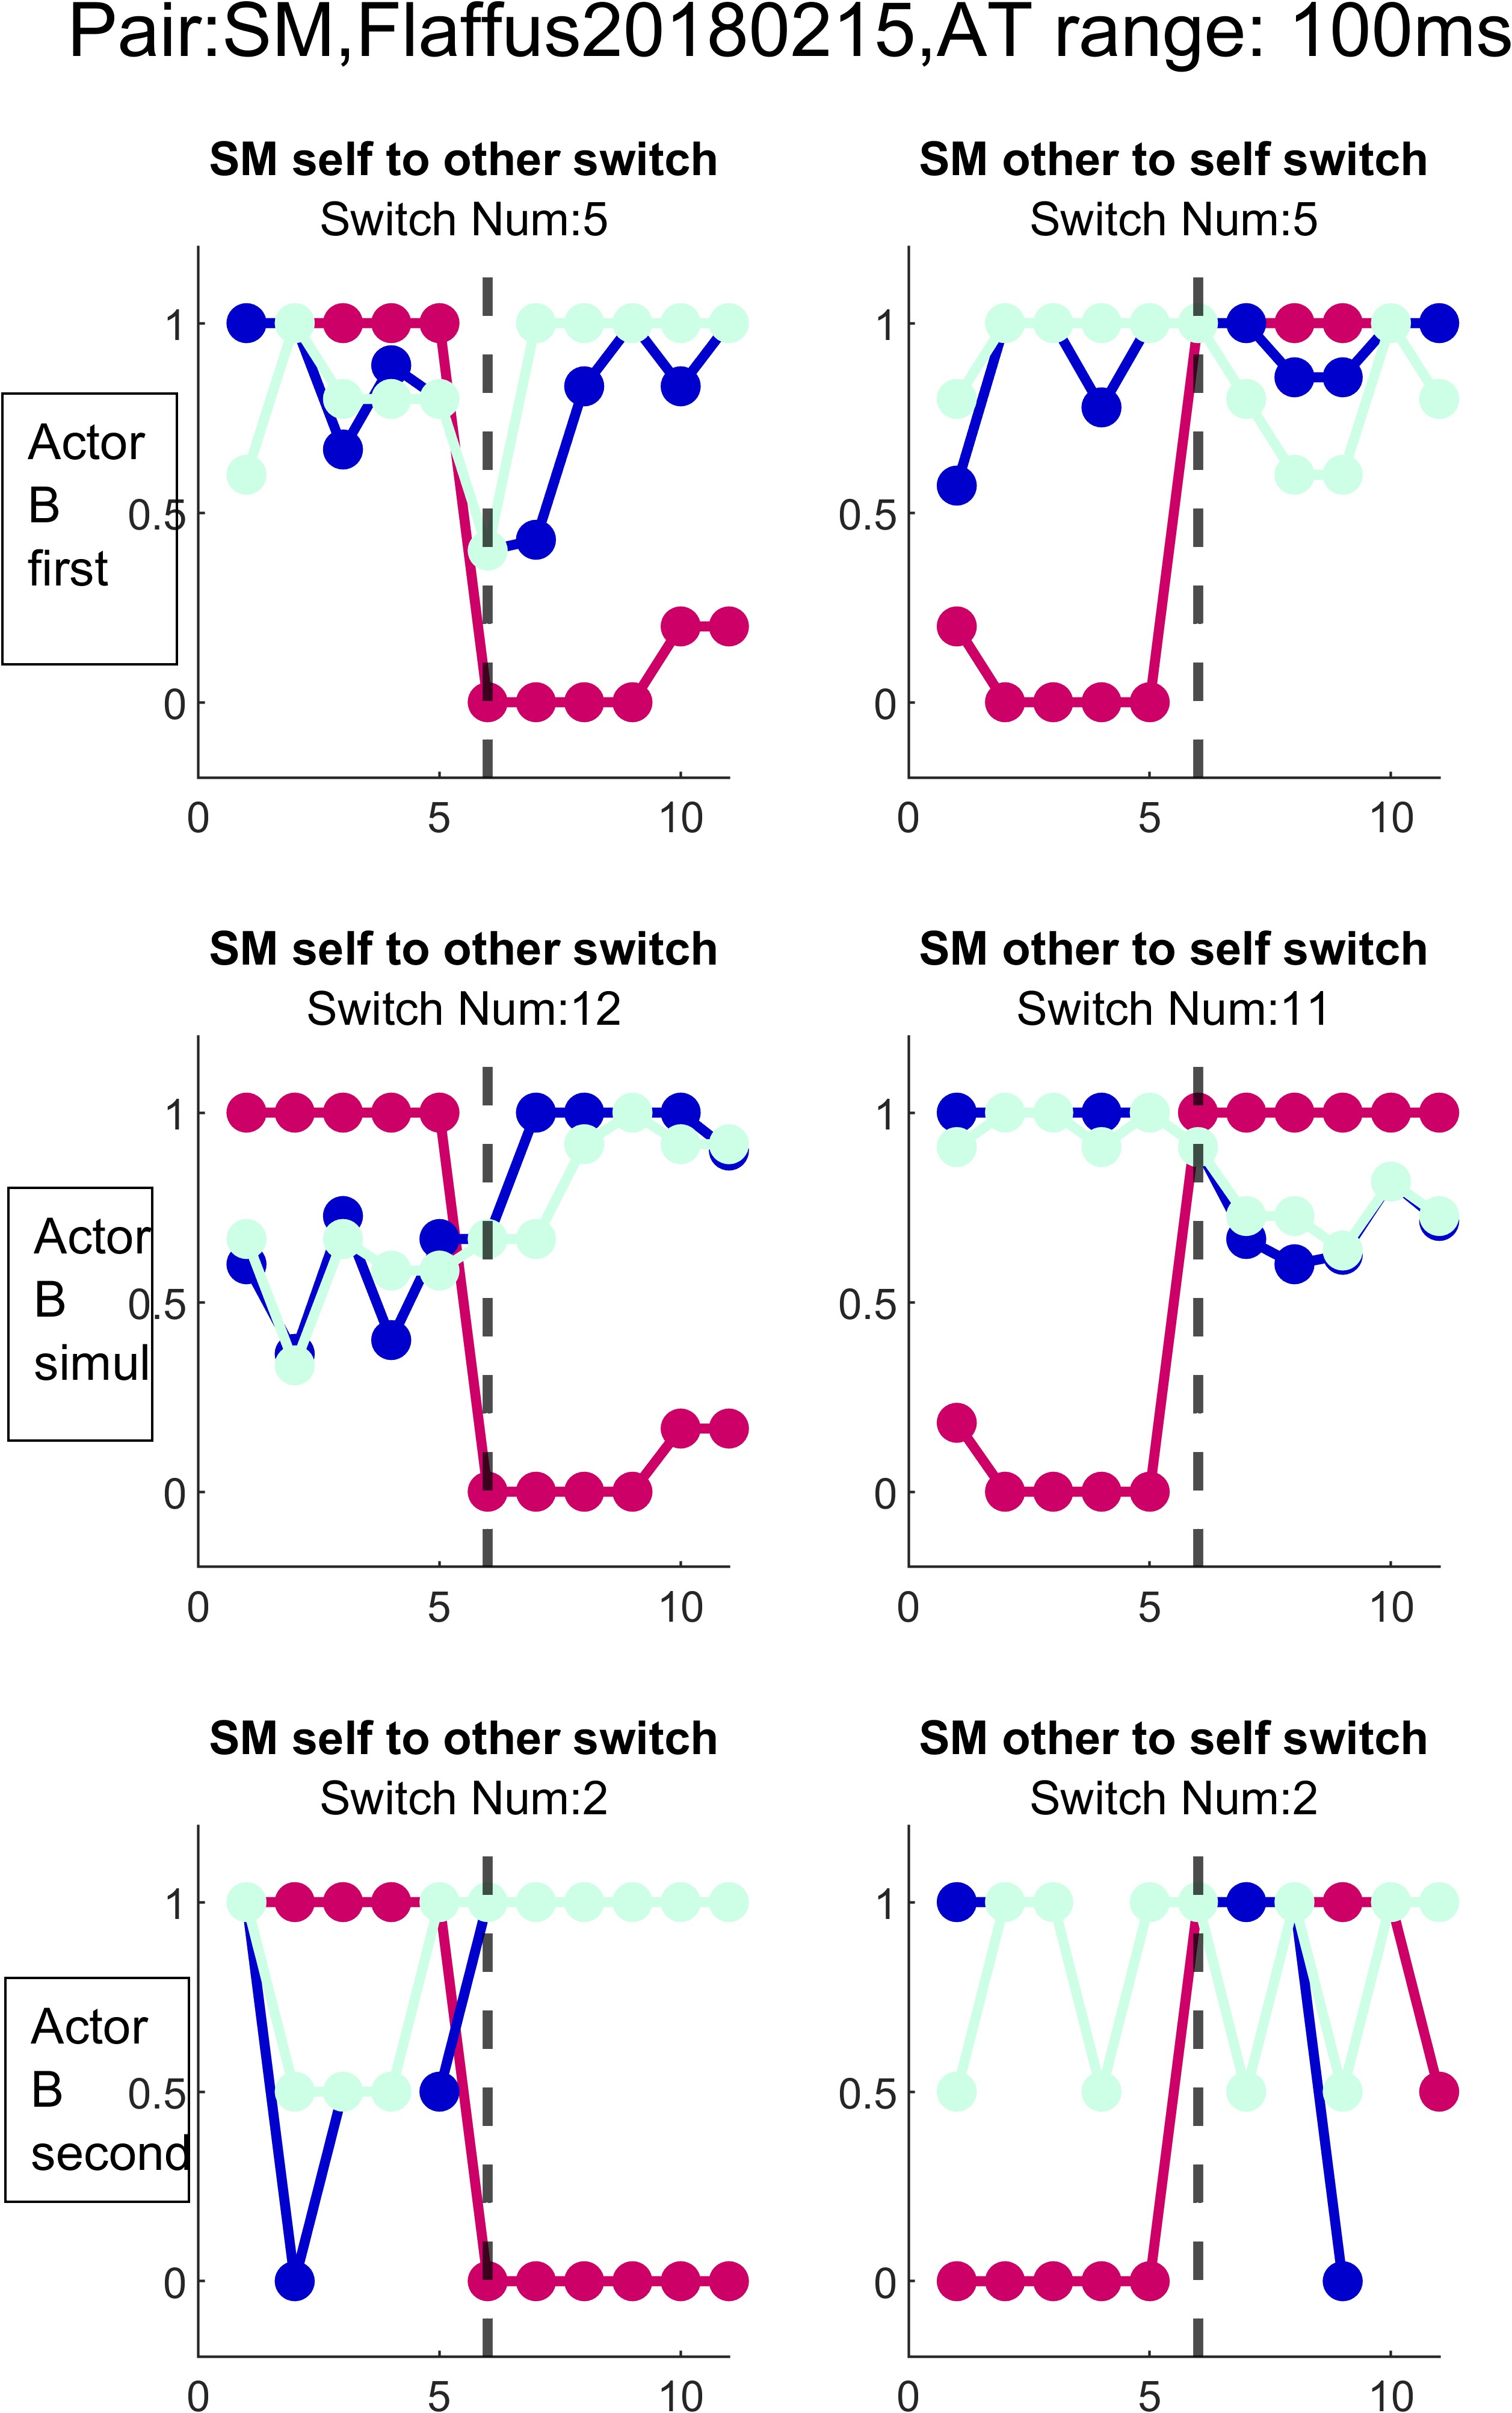 Pair:SM,Flaffus20180215,AT range: 100ms
SM self to other switch
Switch Num:5
1
0.5
0
0 5 10
Actor
B
first
SM other to self switch
Switch Num:5
1
0.5
0
0 5 10
SM self to other switch
Switch Num:12
1
0.5
0
0 5 10
Actor
B
simul
SM other to self switch
Switch Num:11
1
0.5
0
0 5 10
SM self to other switch
Switch Num:2
1
0.5
0
0 5 10
Actor
B
second
SM other to self switch
Switch Num:2
1
0.5
0
0 5 10